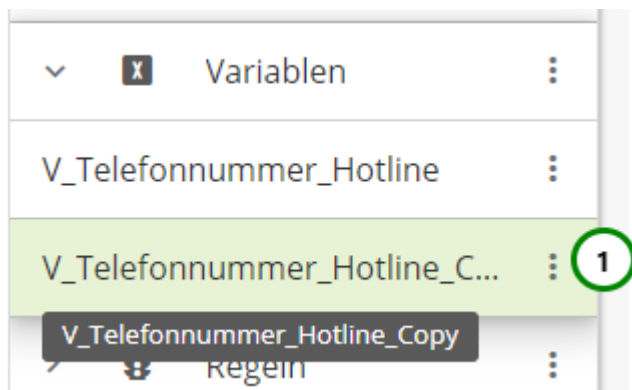 X Variablen
V_Telefonnummer_Hotline
V_Telefonnummer_Hotline_C...
1
V_Telefonnummer_Hotline_Copy
Regeln